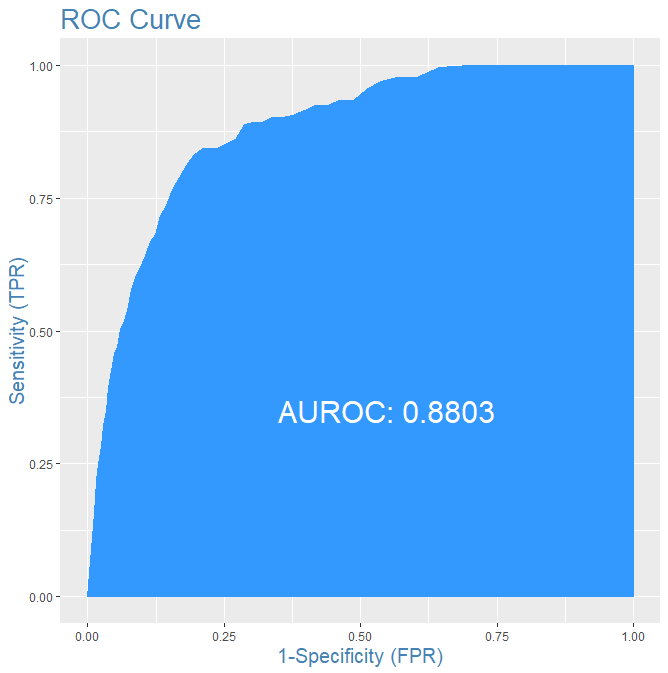 ROC Curve
1.00
0.75
0.50
0.25
0.00
Sensitivity (TPR)
AUROC: 0.8803
0.00 0.25 0.50 0.75 1.00
1-Specificity (FPR)